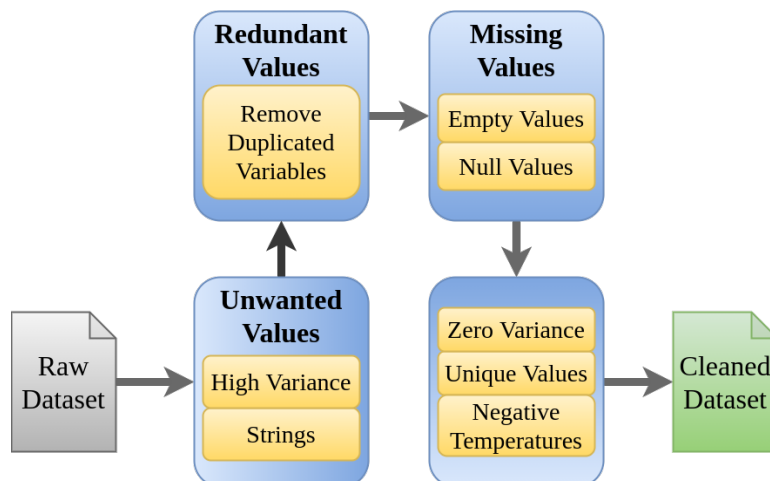 Redundant
Values
Remove
Duplicated
Variables
Missing
Values
Empty Values
Null Values
Raw
Dataset
Unwanted
Values
High Variance
Strings
Zero Variance
Unique Values
Negative
Temperatures
Cleaned
Dataset